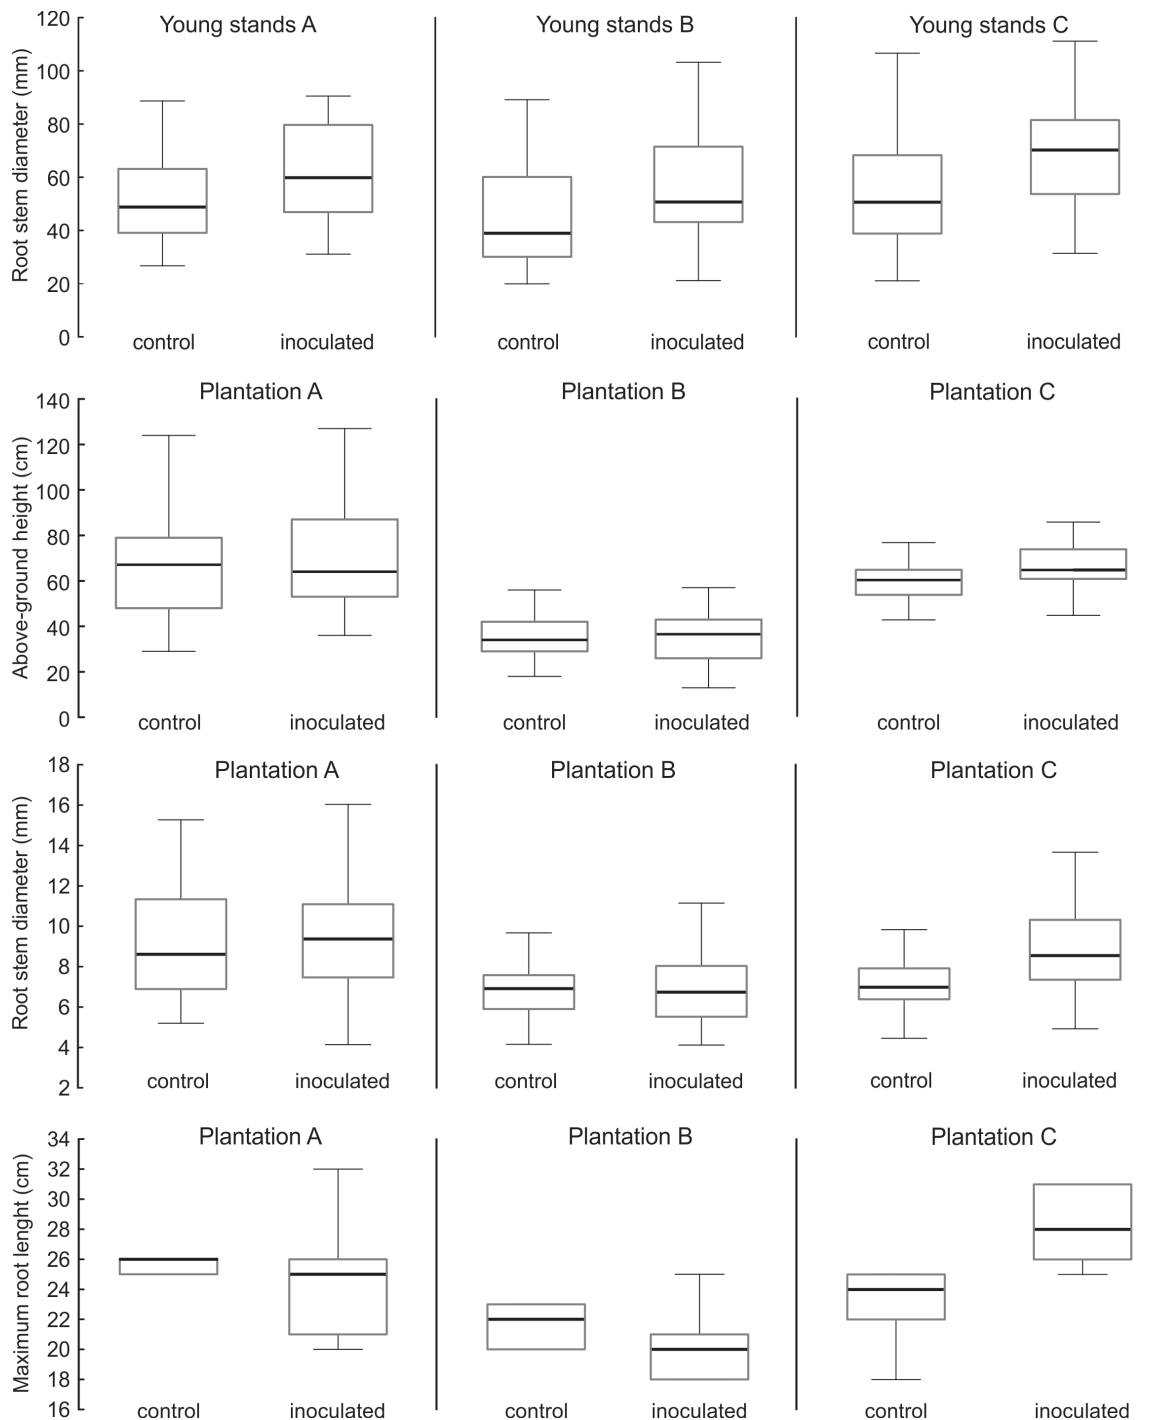 Young stands A Young stands B Young stands C
Root stem diameter (mm)
120
100
80
60
40
20
0
control inoculated control inoculated control inoculated
Plantation A Plantation B Plantation C
Above-ground height (cm)
140
120
100
80
60
40
20
0
control inoculated control inoculated control inoculated
Plantation A Plantation B Plantation C
Root stem diameter (mm)
18
16
14
12
10
8
6
4
2
control inoculated control inoculated control inoculated
Plantation A Plantation B Plantation C
Maximum root lenght (cm)
34
32
30
28
26
24
22
20
18
16
control inoculated control inoculated control inoculated